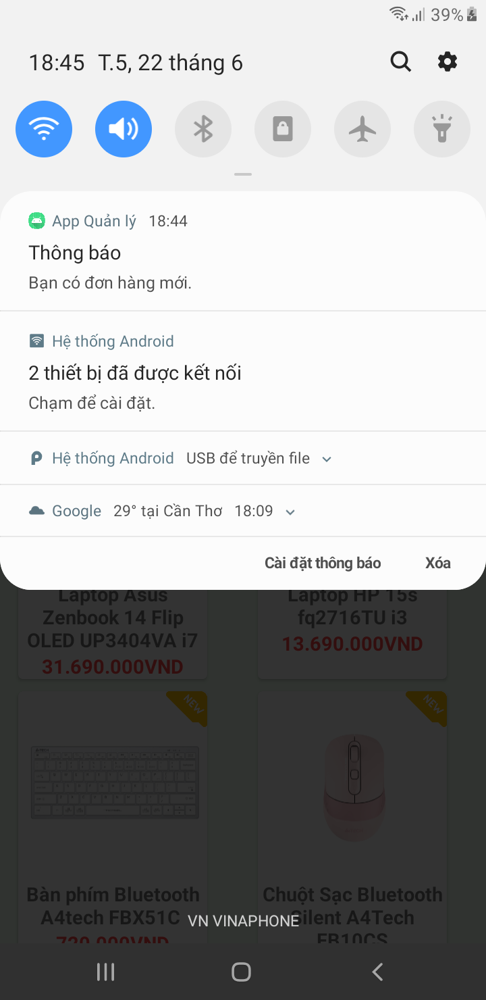 39%
18:45 T.5, 22 tháng 6
App Quản lý 18:44
Thông báo
Bạn có đơn hàng mới.
Hệ thống Android
2 thiết bị đã được kết nối
Chạm để cài đặt.
Hệ thống Android USB để truyền file
Google 29° tại Cần Thơ 18:09
Cài đặt thông báo Xóa
Laptop Asus
Zenbook 14 Flip
OLED UP3404VA i7
31.690.000VND
Laptop HP 15s
fq2716TU i3
13.690.000VND
NEW
NEW
Bàn phím Bluetooth
A4tech FBX51C
720.000VND
Chuột Sạc Bluetooth
Silent A4Tech
FB10CS
VN VINAPHONE